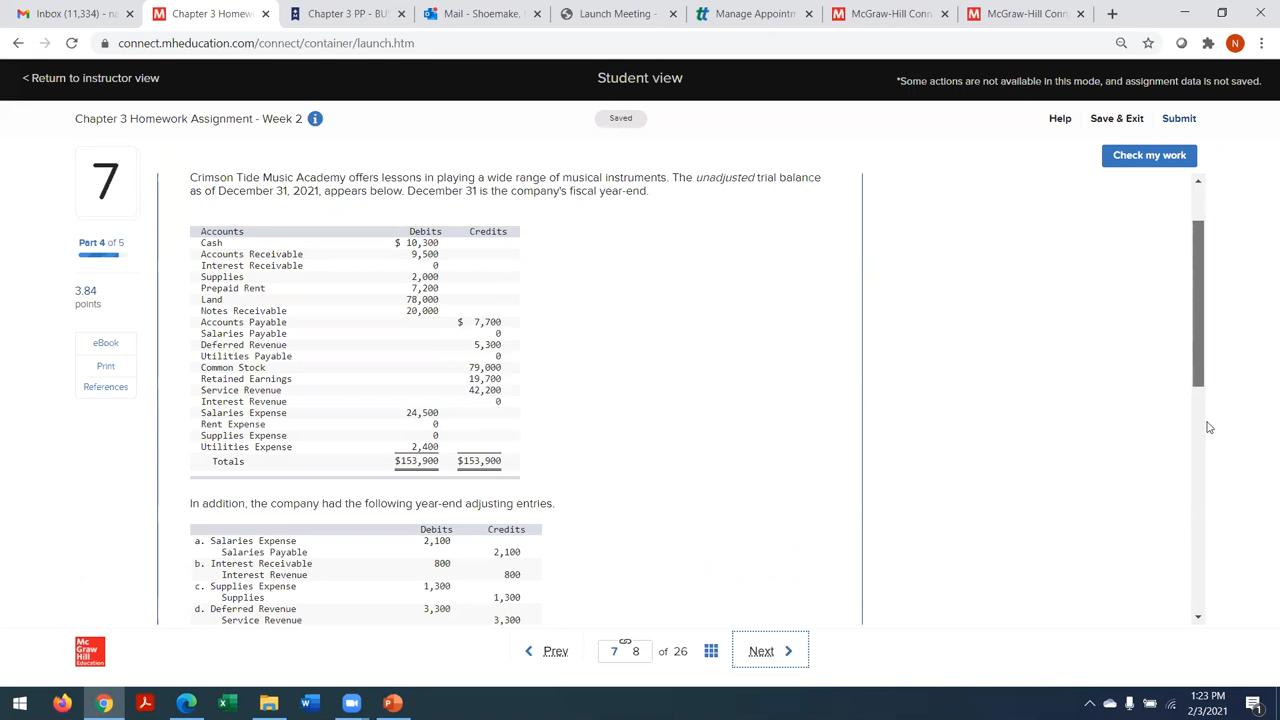 Inbox (11,334) - na
Chapter 3 Homew
Chapter 3 PP - BU
Mail - Shoemake,
Launch Meeting -
Manage Appointm
McGraw-Hill Conn
McGraw-Hill Conn
connect.mheducation.com/connect/container/launch.htm
N
< Return to instructor view
Student view
*Some actions are not available in this mode, and assignment data is not saved.
Chapter 3 Homework Assignment - Week 2
Saved
Help
Save & Exit
Submit
Check my work
7
Part 4 of 5
3.84
points
eBook
Print
References
Crimson Tide Music Academy offers lessons in playing a wide range of musical instruments. The unadjusted trial balance
as of December 31, 2021, appears below. December 31 is the company's fiscal year-end.
Accounts Debits Credits
Cash $ 10,300
Accounts Receivable 9,500
Interest Receivable 0
Supplies 2,000
Prepaid Rent 7,200
Land 78,000
Notes Receivable 20,000
Accounts Payable $ 7,700
Salaries Payable 0
Deferred Revenue 5,300
Utilities Payable 0
Common Stock 79,000
Retained Earnings 19,700
Service Revenue 42,200
Interest Revenue 0
Salaries Expense 24,500
Rent Expense 0
Supplies Expense 0
Utilities Expense 2,400
Totals $153,900 $153,900
In addition, the company had the following year-end adjusting entries.
Debits Credits
a. Salaries Expense 2,100
Salaries Payable 2,100
b. Interest Receivable 800
Interest Revenue 800
c. Supplies Expense 1,300
Supplies 1,300
d. Deferred Revenue 3,300
Service Revenue 3,300
Mc
Graw
Hill
Education
Prev
7 8 of 26
Next
1:23 PM
2/3/2021